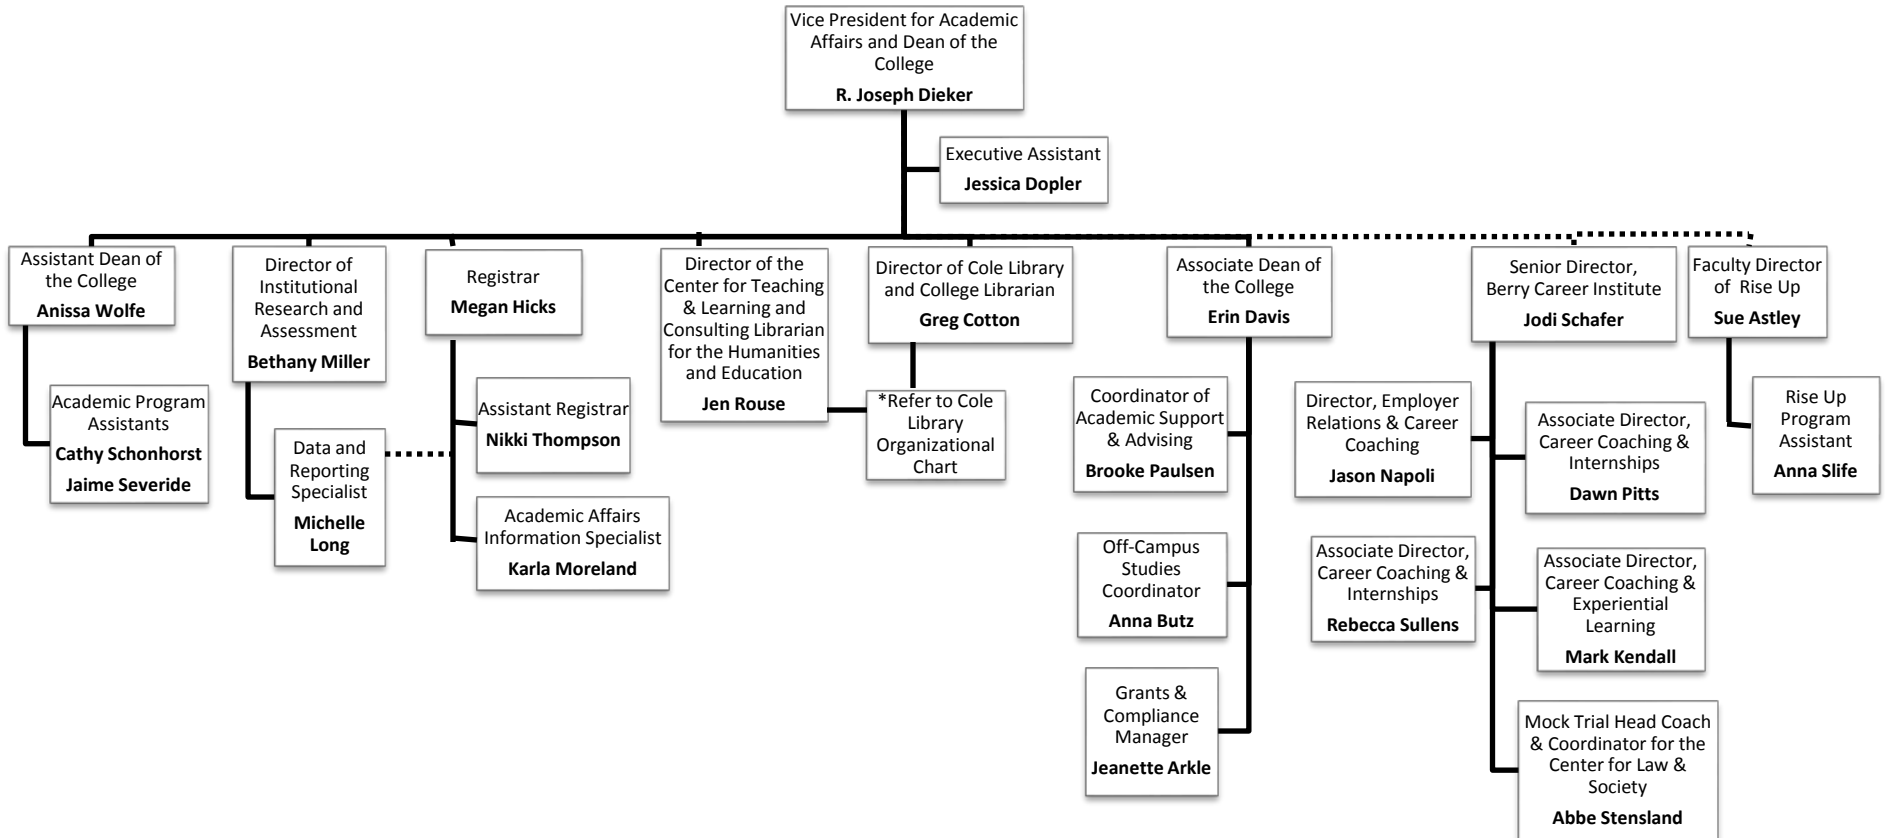 Vice President for Academic
Affairs and Dean of the
College
R. Joseph Dieker
Executive Assistant
Jessica Dopler
Assistant Dean of
the College
Anissa Wolfe
Academic Program
Assistants
Cathy Schonhorst
Jaime Severide
Director of
Institutional
Research and
Assessment
Bethany Miller
Data and
Reporting
Specialist
Michelle
Long
Registrar
Megan Hicks
Assistant Registrar
Nikki Thompson
Academic Affairs
Information Specialist
Karla Moreland
Director of the
Center for Teaching
& Learning and
Consulting Librarian
for the Humanities
and Education
Jen Rouse
Director of Cole Library
and College Librarian
Greg Cotton
*Refer to Cole
Library
Organizational
Chart
Associate Dean of
the College
Erin Davis
Coordinator of
Academic Support
& Advising
Brooke Paulsen
Off-Campus
Studies
Coordinator
Anna Butz
Grants &
Compliance
Manager
Jeanette Arkle
Senior Director,
Berry Career Institute
Jodi Schafer
Director, Employer
Relations & Career
Coaching
Jason Napoli
Associate Director,
Career Coaching &
Internships
Dawn Pitts
Associate Director,
Career Coaching &
Internships
Rebecca Sullens
Associate Director,
Career Coaching &
Experiential
Learning
Mark Kendall
Mock Trial Head Coach
& Coordinator for the
Center for Law &
Society
Abbe Stensland
Faculty Director
of Rise Up
Sue Astley
Rise Up
Program
Assistant
Anna Slife